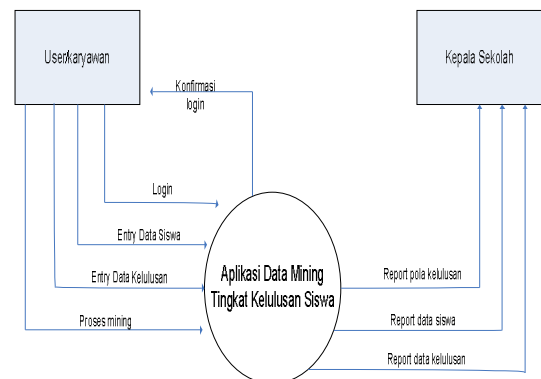 User/karyawan
Kepala Sekolah
Konfirmasi
login
Login
Entry Data Siswa
Entry Data Kelulusan
Proses mining
Aplikasi Data Mining
Tingkat Kelulusan Siswa
Report pola kelulusan
Report data siswa
Report data kelulusan